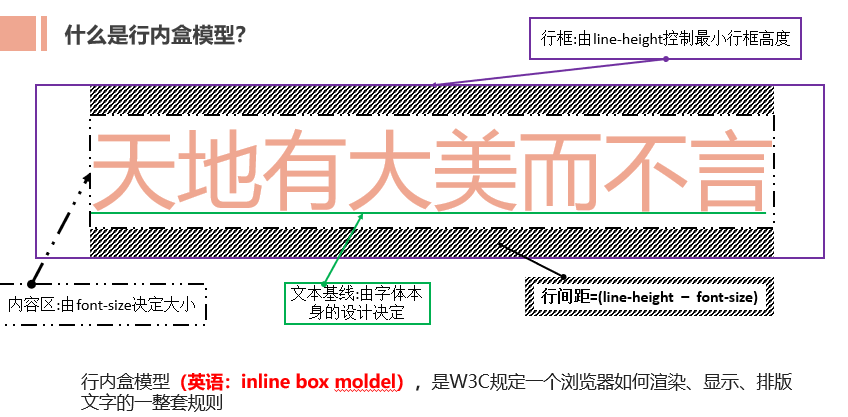 什么是行内盒模型？
行框:由line-height控制最小行框高度
天地有大美而不言
内容区:由font-size决定大小
文本基线:由字体本
身的设计决定
行间距=(line-height － font-size)
行内盒模型（英语：inline box moldel），是W3C规定一个浏览器如何渲染、显示、排版
文字的一整套规则